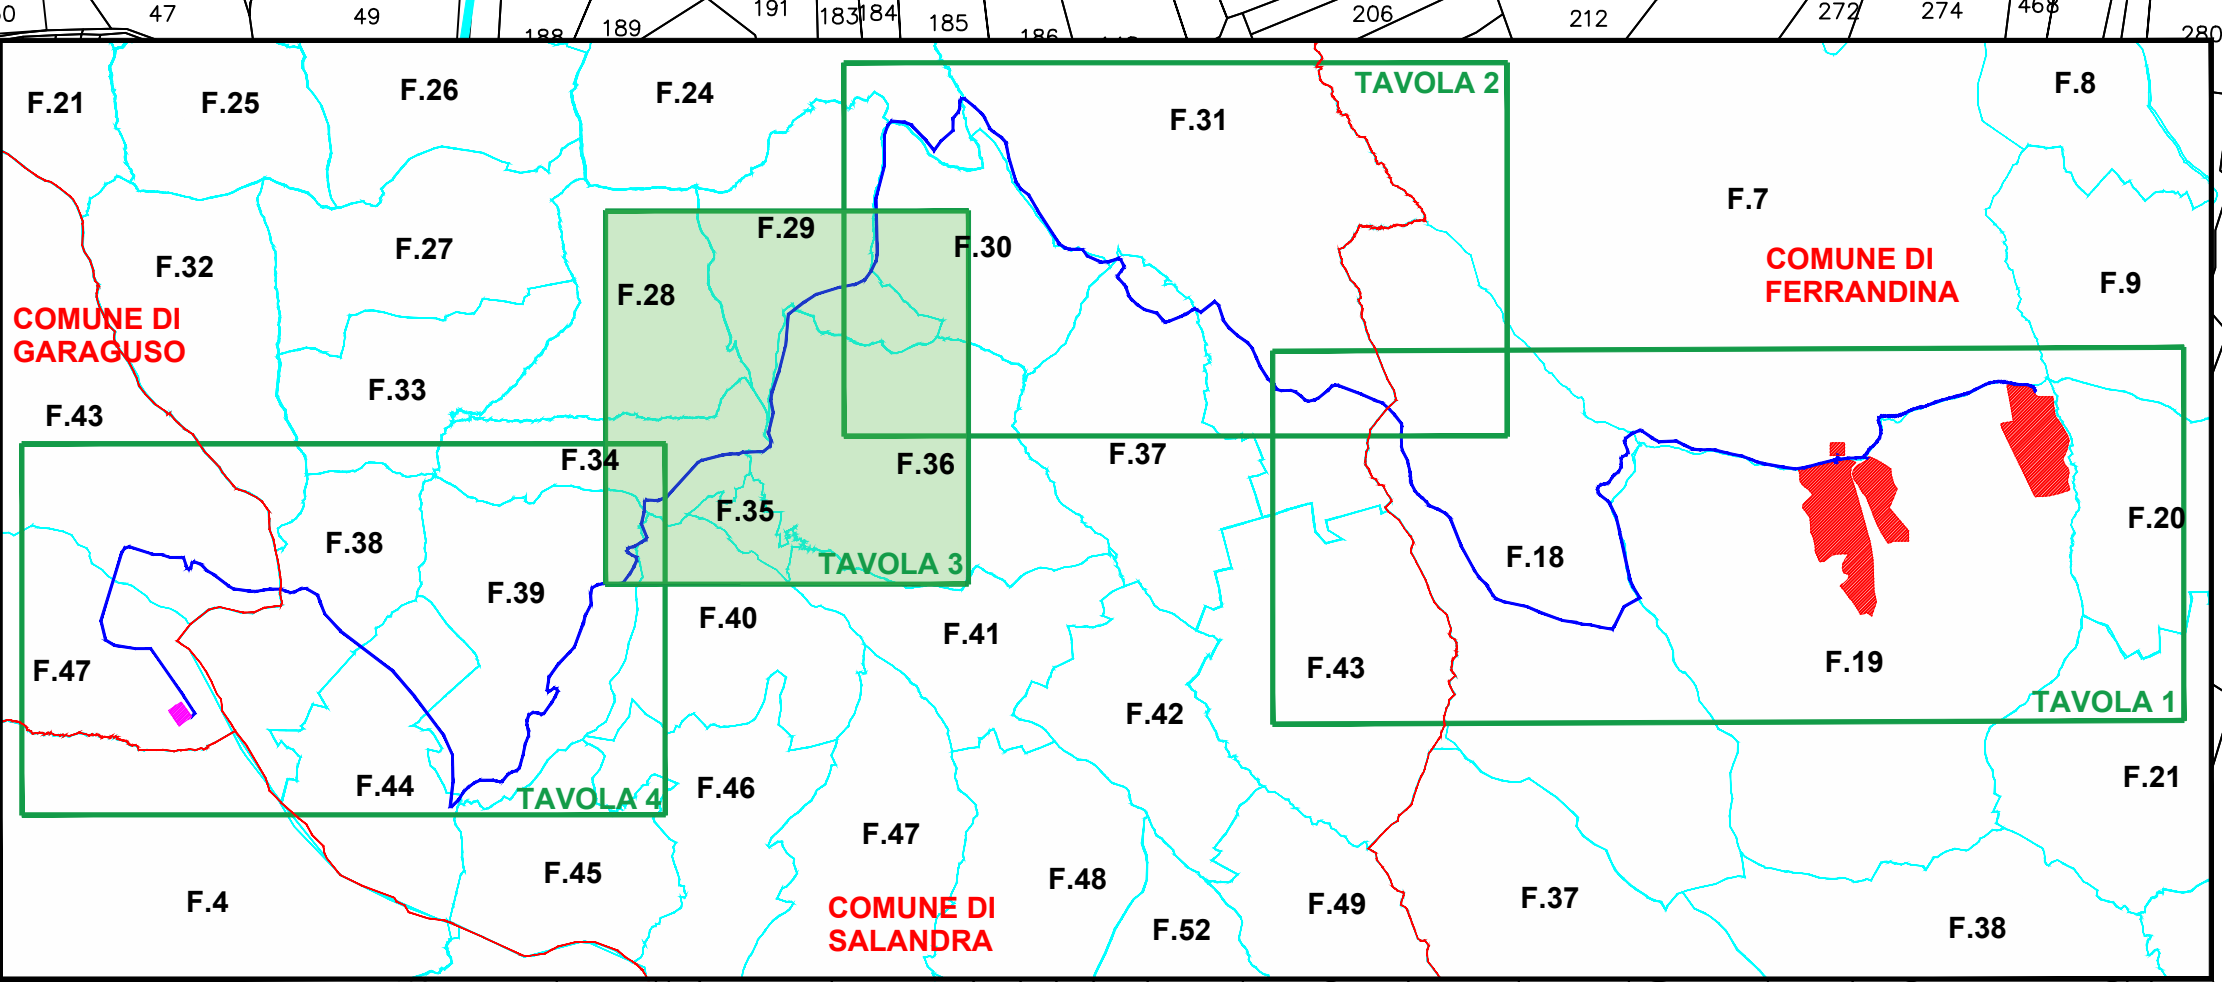 47
49
188
189
191
183
184
185
186
206
212
272
274
468
280
F.21
F.25
F.26
F.24
TAVOLA 2
F.31
F.8
F.7
F.29
F.30
F.27
F.32
F.28
COMUNE DI
FERRANDINA
F.9
COMUNE DI
GARAGUSO
F.33
F.43
F.34
F.36
F.37
F.35
F.38
F.39
TAVOLA 3
F.18
F.20
F.40
F.41
F.47
F.43
F.19
TAVOLA 1
F.42
F.44
TAVOLA 4
F.46
F.21
F.47
F.45
F.48
F.4
F.49
F.37
COMUNE DI
SALANDRA
F.52
F.38